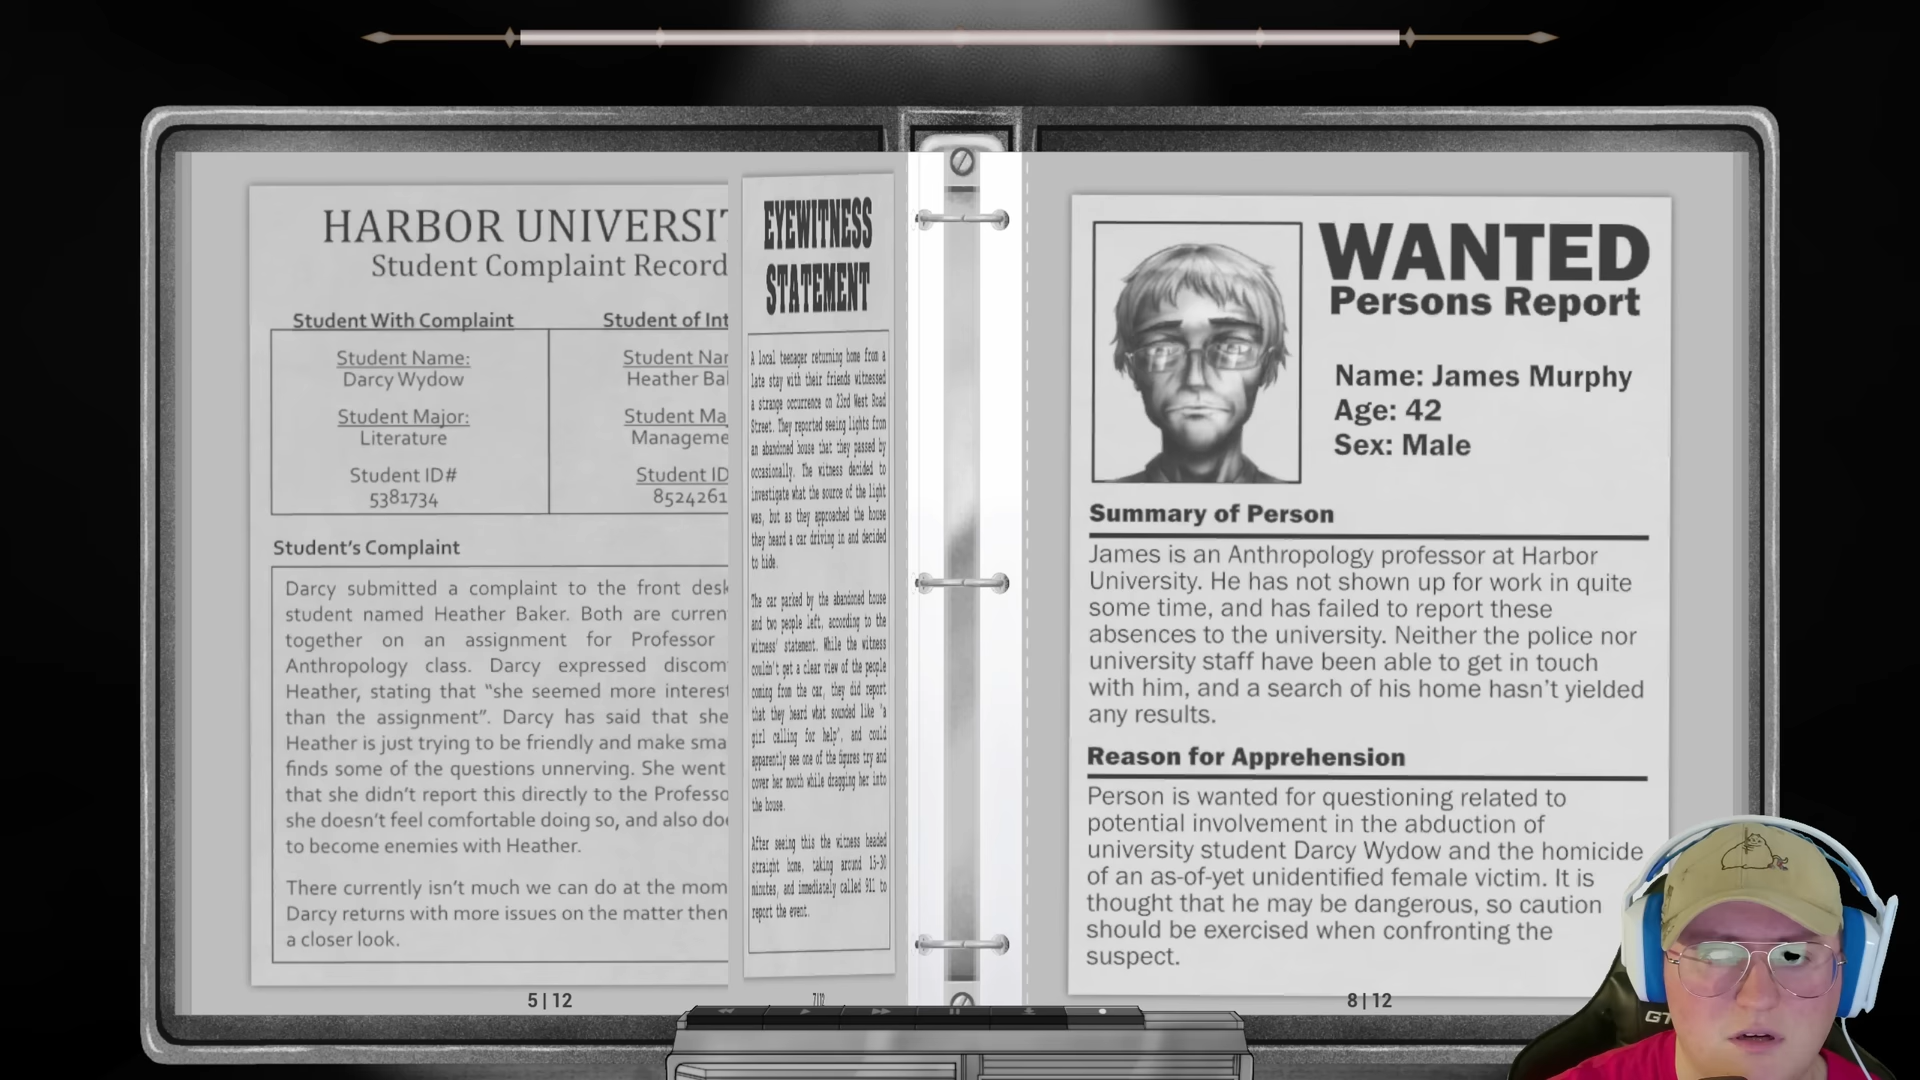 HARBOR UNIVERSIT
Student Complaint Record
Student With Complaint
Student Name:
Darcy Wydow
Student Major:
Literature
Student ID#
5381734
Student of Int
Student Nar
Heather Bal
Student Ma
Manageme
Student ID
8524261
Student's Complaint
Darcy submitted a complaint to the front desk
student named Heather Baker. Both are curren
together on an assignment for Professor
Anthropology class. Darcy expressed discom
Heather, stating that “she seemed more interest
than the assignment”. Darcy has said that she
Heather is just trying to be friendly and make sma
finds some of the questions unnerving. She went
that she didn't report this directly to the Professo
she doesn't feel comfortable doing so, and also doe
to become enemies with Heather.
There currently isn't much we can do at the mom
Darcy returns with more issues on the matter then
a closer look.
5 | 12
EYEWITNESS
STATEMENT
A local teenager returning home from a
late stay with their friends witnessed
a strange occurrence on 23rd West Road
Street. They reported seeing lights from
an abandoned house that they passed by
occasionally. The witness decided to
investigate what the source of the light
was, but as they approached the house
they heard a car driving in and decided
to hide.
The car parked by the abandoned house
and two people left, according to the
witness' statement. While the witness
couldn't get a clear view of the people
coming from the car, they did report
that they heard what sounded like 'a
girl calling for help', and could
apparently see one of the figures try and
cover her mouth while dragging her into
the house.
After seeing this the witness headed
straight home, taking around 15-30
minutes, and immediately called 911 to
report the event.
7|12
WANTED
Persons Report
Name: James Murphy
Age: 42
Sex: Male
Summary of Person
James is an Anthropology professor at Harbor
University. He has not shown up for work in quite
some time, and has failed to report these
absences to the university. Neither the police nor
university staff have been able to get in touch
with him, and a search of his home hasn't yielded
any results.
Reason for Apprehension
Person is wanted for questioning related to
potential involvement in the abduction of
university student Darcy Wydow and the homicide
of an as-of-yet unidentified female victim. It is
thought that he may be dangerous, so caution
should be exercised when confronting the
suspect.
8 | 12
GT